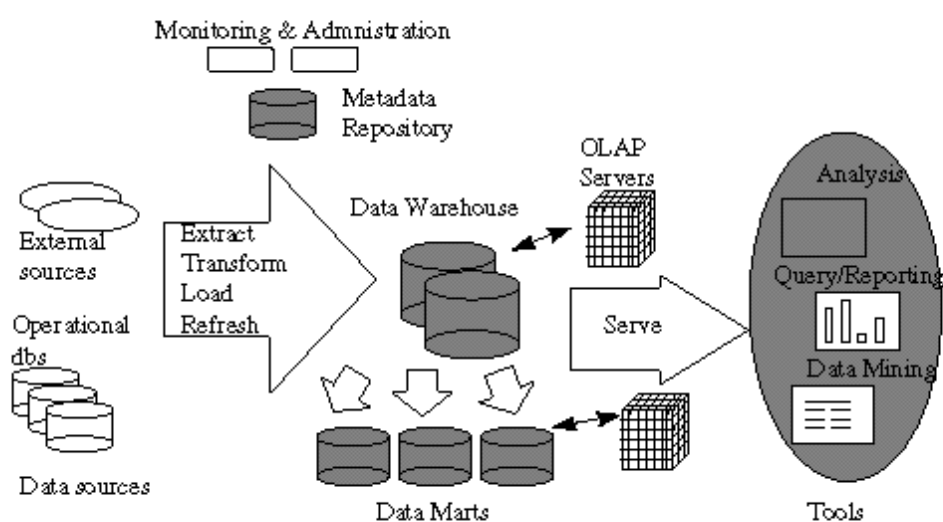 Monitoring & Admnistration
Metadata
Repository
OLAP
Servers
Analysis
Data Warehouse
External
sources
Extract
Transform
Load
Refresh
Query/Reporting
Operational
dbs
Serve
Data Mining
Data sources
Data Marts
Tools